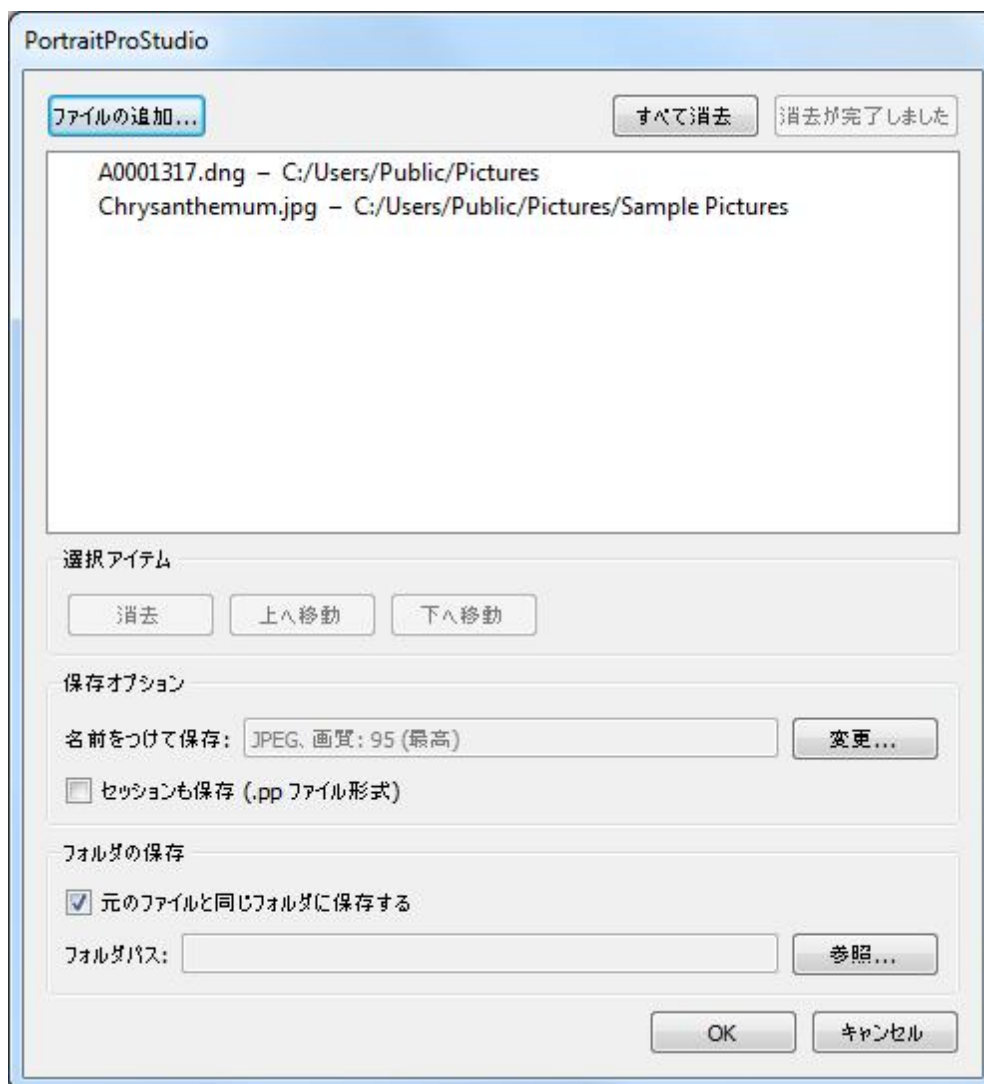 PortraitProStudio
ファイルの追加... すべて消去 消去が完了しました
A0001317.dng – C:/Users/Public/Pictures
Chrysanthemum.jpg – C:/Users/Public/Pictures/Sample Pictures
選択アイテム
消去 上へ移動 下へ移動
保存オプション
名前をつけて保存: JPEG、画質: 95 (最高) 変更...
セッションも保存 (.pp ファイル形式)
フォルダの保存
元のファイルと同じフォルダに保存する
フォルダパス: 参照...
OK キャンセル